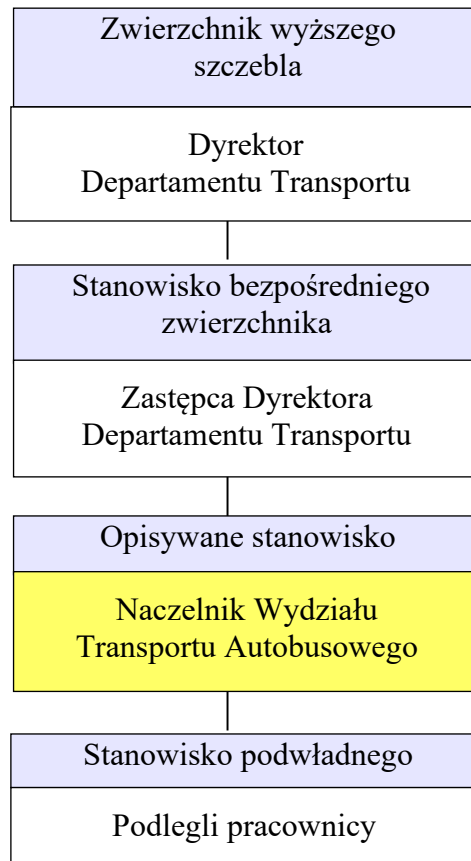 Zwierzchnik wyższego
szczebla
Dyrektor
Departamentu Transportu
Stanowisko bezpośredniego
zwierzchnika
Zastępca Dyrektora
Departamentu Transportu
Opisywane stanowisko
Naczelnik Wydziału
Transportu Autobusowego
Stanowisko podwładnego
Podlegli pracownicy